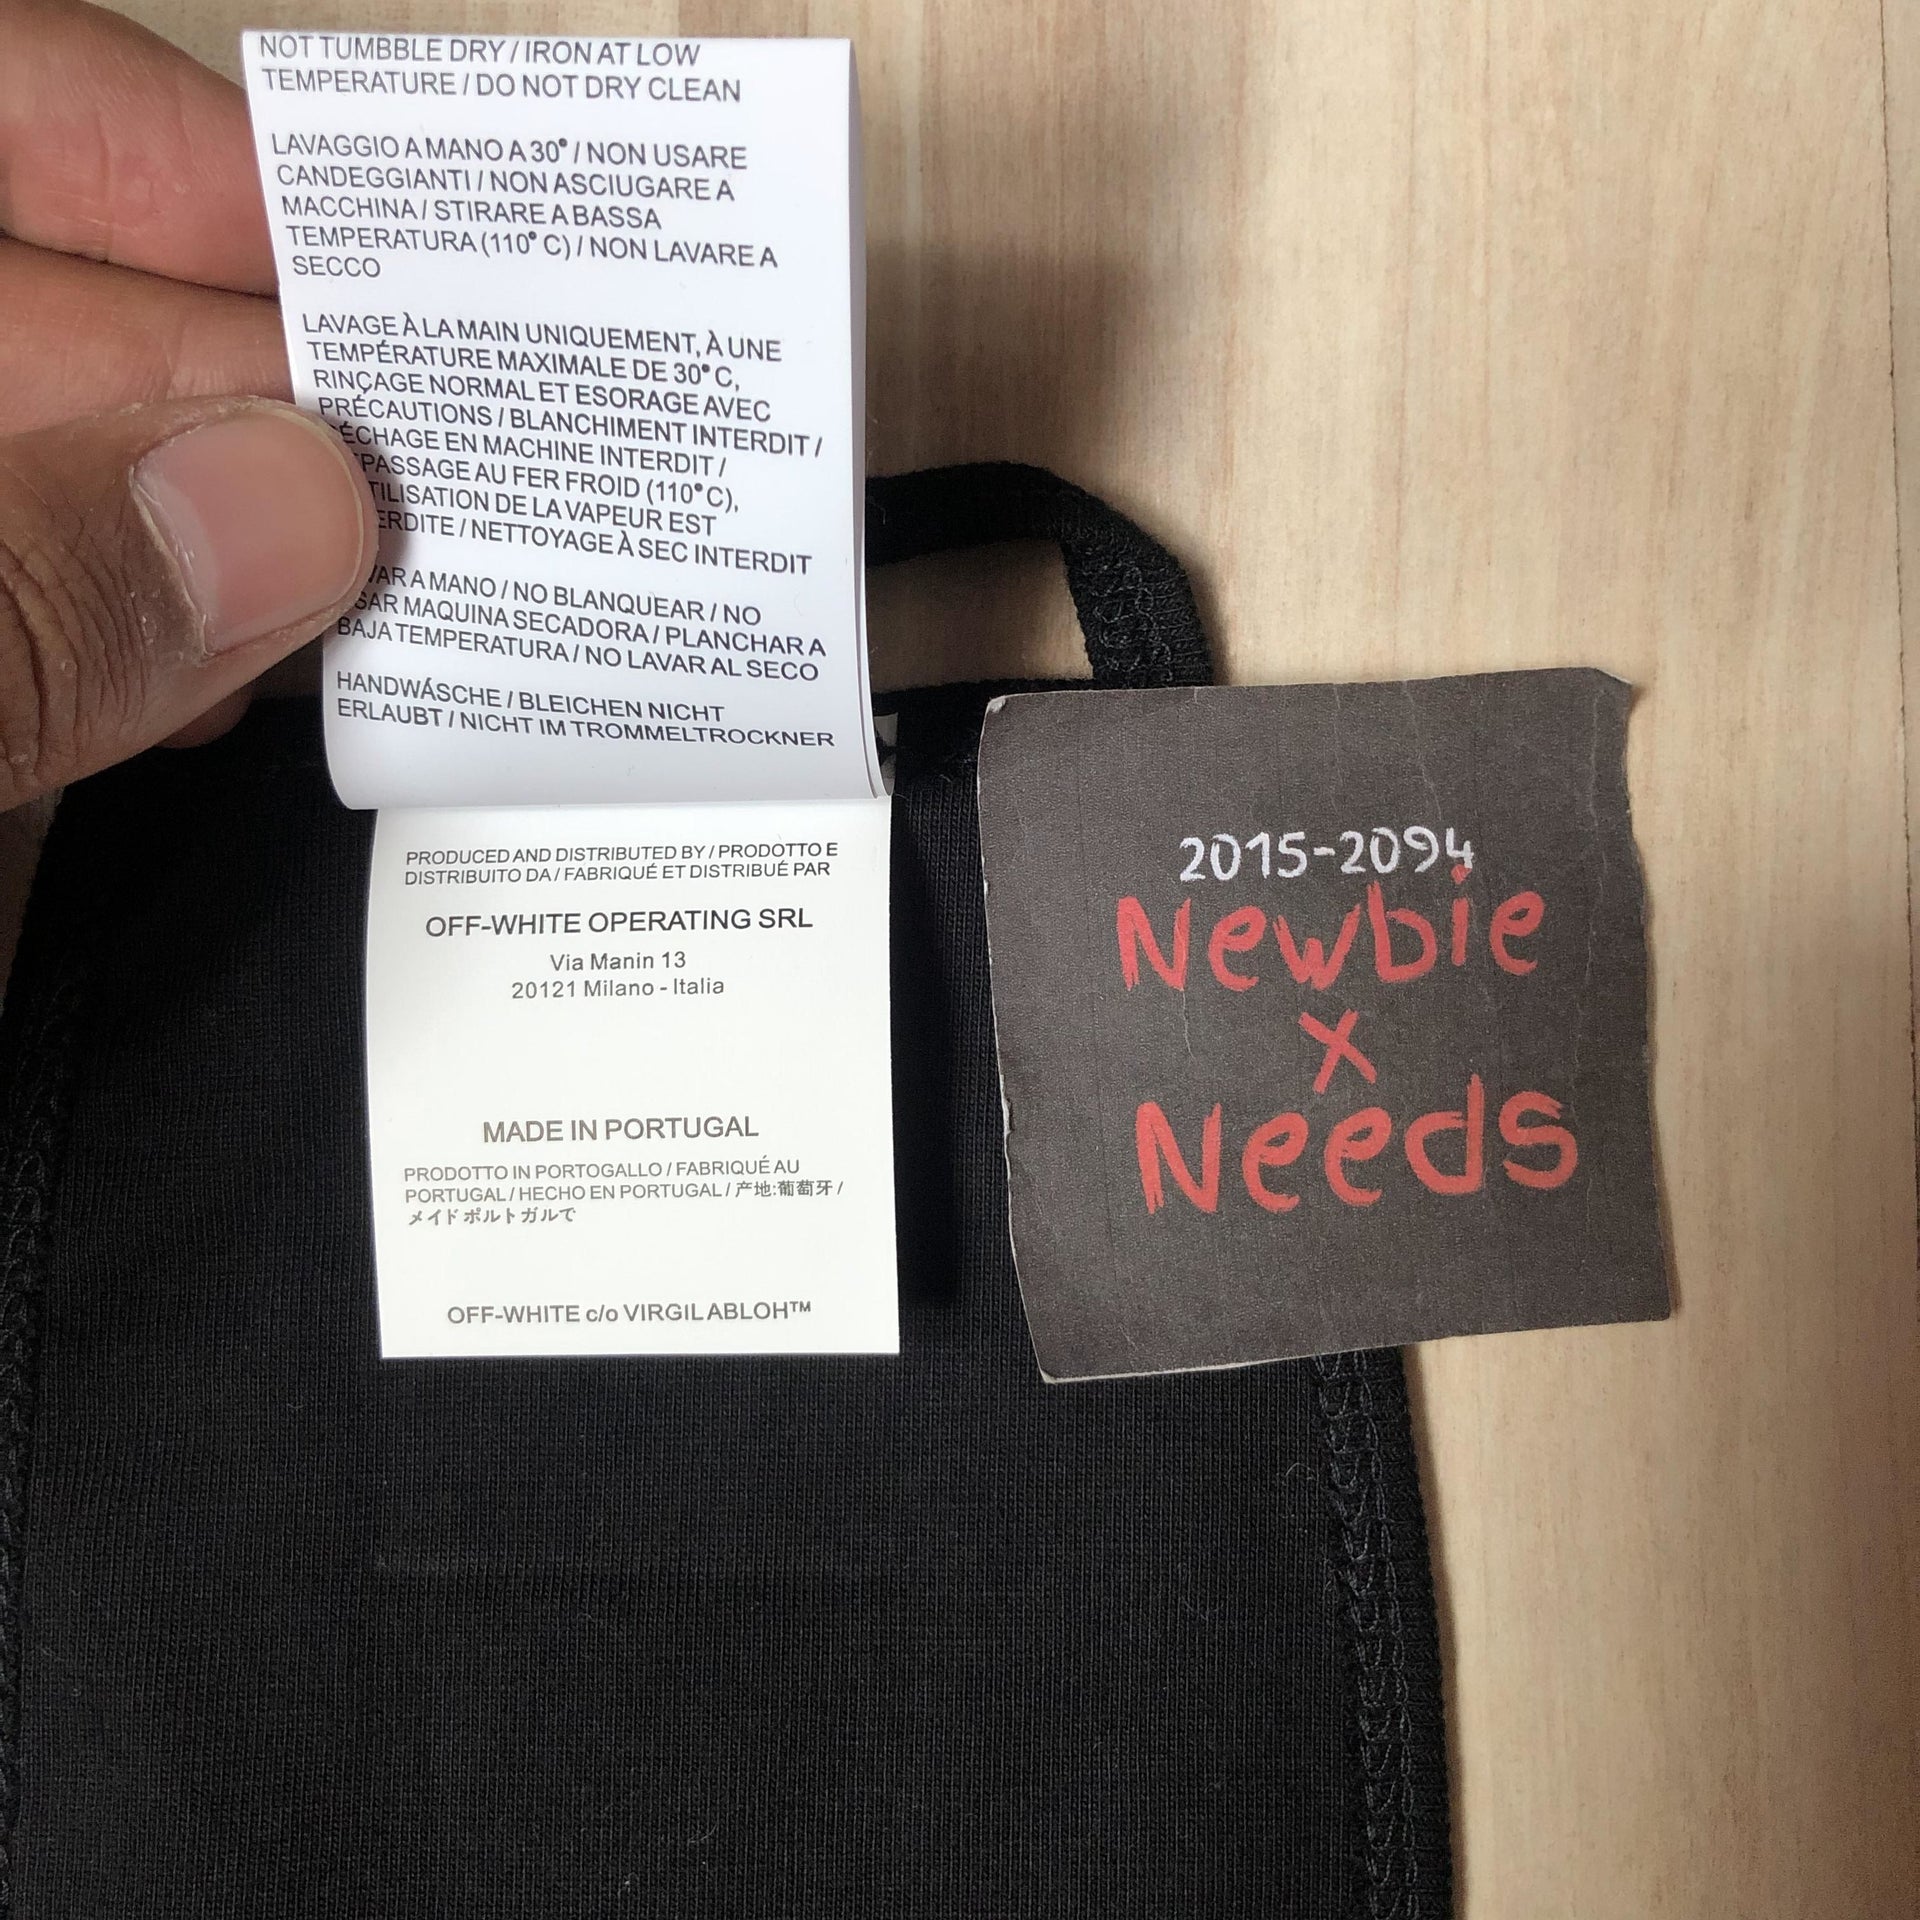 NOT TUMBBLE DRY / IRON AT LOW
TEMPERATURE / DO NOT DRY CLEAN
LAVAGGIO A MANO A 30° / NON USARE
CANDEGGIANTI / NON ASCIUGARE A
MACCHINA / STIRARE A BASSA
TEMPERATURA (110° C) / NON LAVARE A
SECCO
LAVAGE À LA MAIN UNIQUEMENT, À UNE
TEMPÉRATURE MAXIMALE DE 30° C,
RINÇAGE NORMAL ET ESORAGE AVEC
PRÉCAUTIONS / BLANCHIMENT INTERDIT /
ÉCHAGE EN MACHINE INTERDIT /
PASSAGE AU FER FROID (110° C),
TILISATION DE LA VAPEUR EST
ERDITE / NETTOYAGE À SEC INTERDIT
VAR A MANO / NO BLANQUEAR / NO
SAR MAQUINA SECADORA / PLANCHAR A
BAJA TEMPERATURA / NO LAVAR AL SECO
HANDWÁSCHE / BLEICHEN NICHT
ERLAUBT / NICHT IM TROMMELTROCKNER
PRODUCED AND DISTRIBUTED BY / PRODOTTO E
DISTRIBUITO DA / FABRIQUÉ ET DISTRIBUÉ PAR
OFF-WHITE OPERATING SRL
Via Manin 13
20121 Milano - Italia
MADE IN PORTUGAL
PRODOTTO IN PORTOGALLO / FABRIQUÉ AU
PORTUGAL / HECHO EN PORTUGAL / 产地:葡萄牙 /
メイドポルトガルで
OFF-WHITE c/o VIRGIL ABLOH™
2015-2094
Newbie
x
Needs